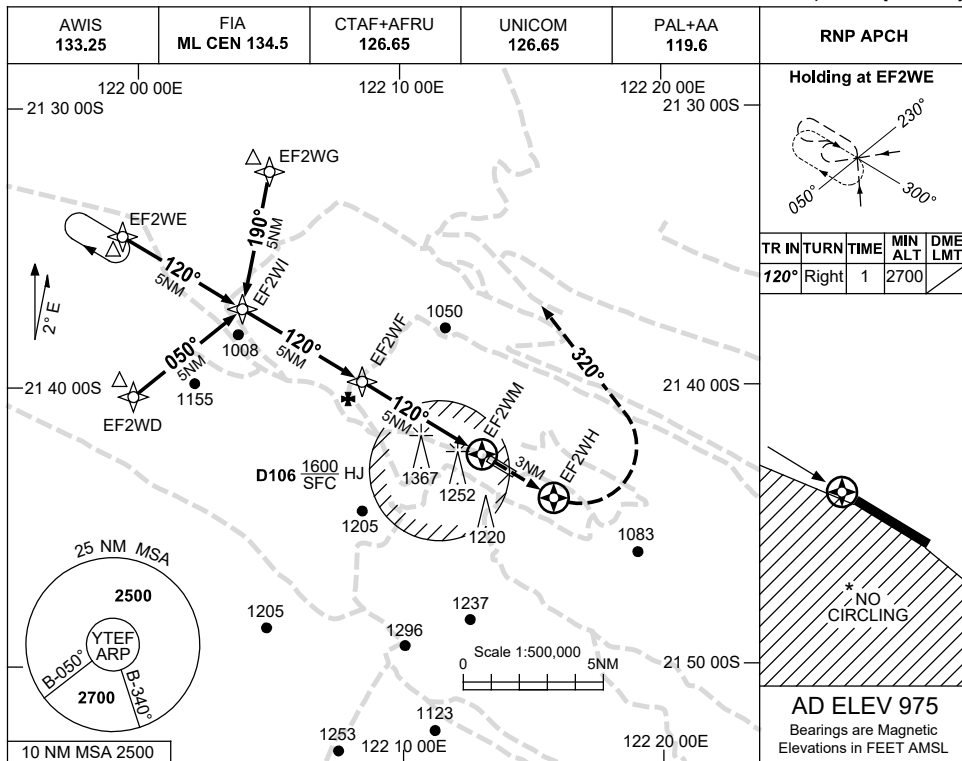 AWIS
133.25
FIA
ML CEN 134.5
CTAF+AFRU
126.65
UNICOM
126.65
PAL+AA
119.6
RNP APCH
122 00 00E
122 10 00E
122 20 00E
21 30 00S
21 30 00S
Holding at EF2WE
230°
050°
300°
TR IN
TURN
TIME
MIN ALT
DME LMT
120°
Right
1
2700
EF2WG
EF2WE
190°
5NM
120°
5NM
EF2WI
2° E
1008
050°
5NM
120°
5NM
EF2WF
1050
320°
21 40 00S
21 40 00S
1155
EF2WD
120°
5NM
EF2WM
3NM
EF2WH
D106 1600 SFC HJ
1367
1252
1220
1205
1083
25 NM MSA
2500
YTEF
ARP
B-050°
B-340°
2700
10 NM MSA 2500
1205
1237
1296
Scale 1:500,000
0
5NM
21 50 00S
1123
1253
122 10 00E
122 20 00E
*
NO
CIRCLING
AD ELEV 975
Bearings are Magnetic
Elevations in FEET AMSL